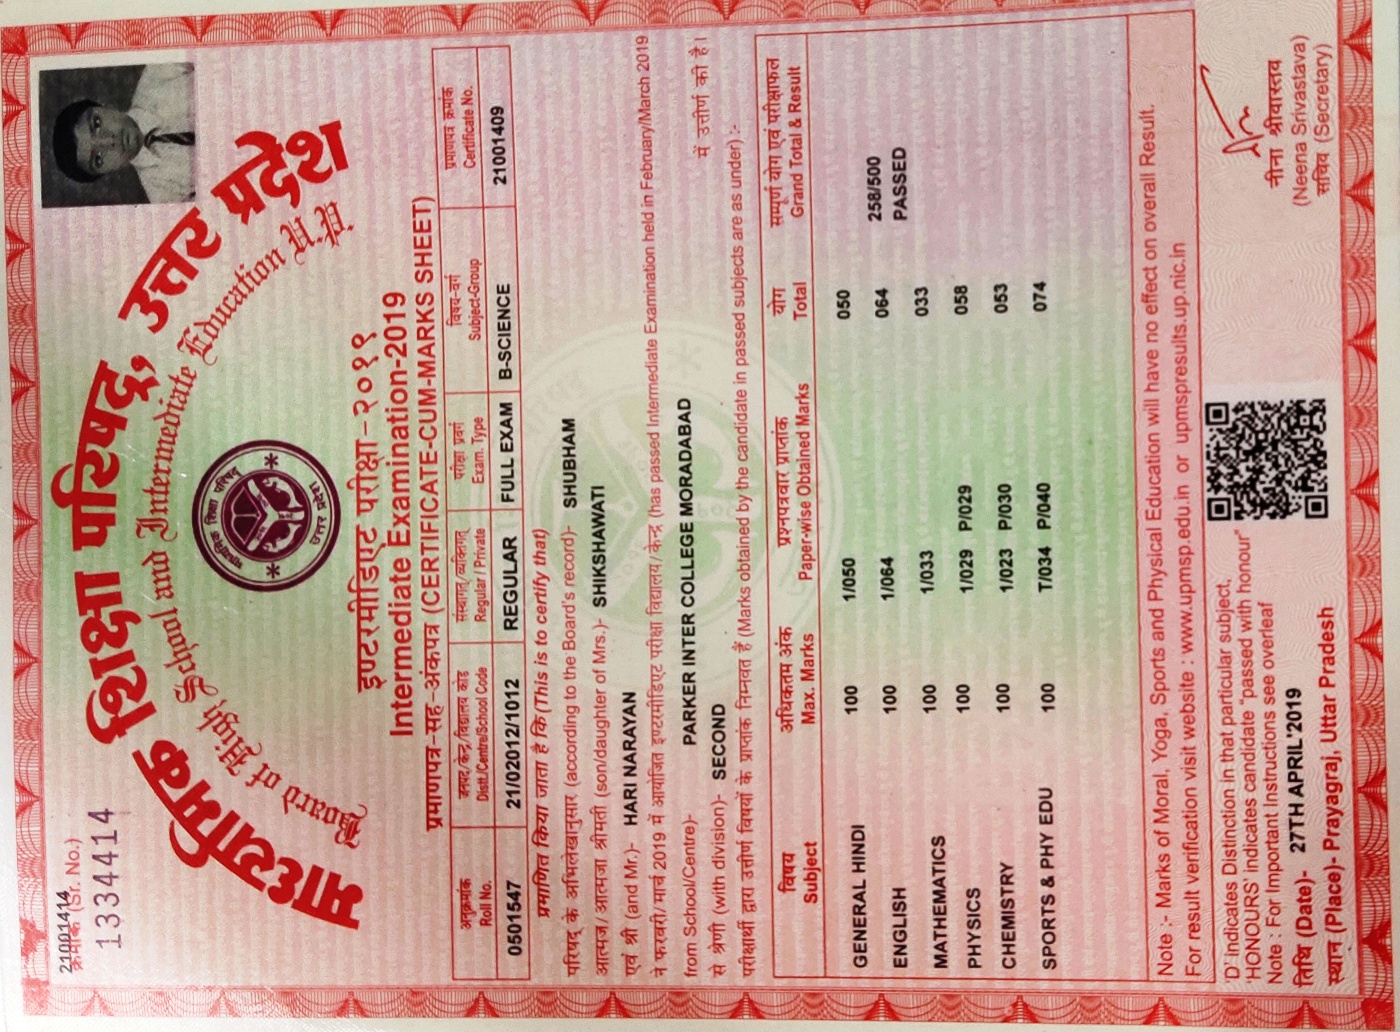 21001414
क्रमांक (Sr. No.)
1334414
माध्यमिक शिक्षा परिषद, उत्तर प्रदेश
Board of High School and Intermediate Education U.P.
माध्यमिक शिक्षा परिषद्
उत्तर प्रदेश
इण्टरमीडिएट परीक्षा-२०१९
Intermediate Examination-2019
प्रमाणपत्र-सह-अंकपत्र (CERTIFICATE-CUM-MARKS SHEET)
अनुक्रमांक जनपद/केन्द्र/विद्यालय कोड संस्थागत/व्यक्तिगत परीक्षा प्रवर्ग विषय-वर्ग प्रमाणपत्र क्रमांक
Roll No. Distt./Centre/School Code Regular / Private Exam. Type Subject-Group Certificate No.
0501547 21/02012/1012 REGULAR FULL EXAM B-SCIENCE 21001409
प्रमाणित किया जाता है कि (This is to certify that)
परिषद् के अभिलेखानुसार (according to the Board's record)- SHUBHAM
आत्मज/ आत्मजा श्रीमती (son/daughter of Mrs.)- SHIKSHAWATI
एवं श्री (and Mr.)- HARI NARAYAN
ने फरवरी/मार्च 2019 में आयोजित इण्टरमीडिएट परीक्षा विद्यालय/केन्द्र (has passed Intermediate Examination held in February/March 2019
from School/Centre)- PARKER INTER COLLEGE MORADABAD में उत्तीर्ण की है।
से श्रेणी (with division)- SECOND
परीक्षार्थी द्वारा उत्तीर्ण विषयों के प्राप्तांक निम्नवत हैं (Marks obtained by the candidate in passed subjects are as under) :-
विषय अधिकतम अंक प्रश्नपत्रवार प्राप्तांक योग सम्पूर्ण योग एवं परीक्षाफल
Subject Max. Marks Paper-wise Obtained Marks Total Grand Total & Result
GENERAL HINDI 100 1/050 050
ENGLISH 100 1/064 064 258/500
PASSED
MATHEMATICS 100 1/033 033
PHYSICS 100 1/029 P/029 058
CHEMISTRY 100 1/023 P/030 053
SPORTS & PHY EDU 100 T/034 P/040 074
Note :- Marks of Moral, Yoga, Sports and Physical Education will have no effect on overall Result.
For result verification visit website : www.upmsp.edu.in or upmspresults.up.nic.in
D' indicates Distinction in that particular subject,
'HONOURS' indicates candidate "passed with honour"
Note : For Important Instructions see overleaf
तिथि (Date)- 27TH APRIL'2019
स्थान (Place)- Prayagraj, Uttar Pradesh
नीना श्रीवास्तव
(Neena Srivastava)
सचिव (Secretary)